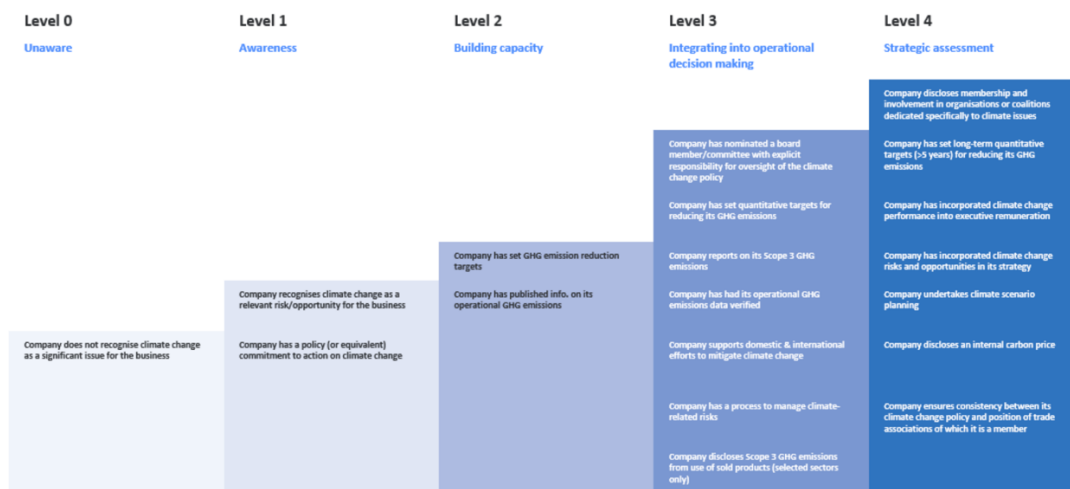 Level 0
Unaware
Company does not recognise climate change
as a significant issue for the business
Level 1
Awareness
Company recognises climate change as a
relevant risk/opportunity for the business
Company has a policy (or equivalent)
commitment to action on climate change
Level 2
Building capacity
Company has set GHG emission reduction
targets
Company has published info. on its
operational GHG emissions
Level 3
Integrating into operational
decision making
Company has nominated a board
member/committee with explicit
responsibility for oversight of the climate
change policy
Company has set quantitative targets for
reducing its GHG emissions
Company reports on its Scope 3 GHG
emissions
Company has had its operational GHG
emissions data verified
Company supports domestic & international
efforts to mitigate climate change
Company has a process to manage climate-
related risks
Company discloses Scope 3 GHG emissions
from use of sold products (selected sectors
only)
Level 4
Strategic assessment
Company discloses membership and
involvement in organisations or coalitions
dedicated specifically to climate issues
Company has set long-term quantitative
targets (>5 years) for reducing its GHG
emissions
Company has incorporated climate change
performance into executive remuneration
Company has incorporated climate change
risks and opportunities in its strategy
Company undertakes climate scenario
planning
Company discloses an internal carbon price
Company ensures consistency between its
climate change policy and position of trade
associations of which it is a member